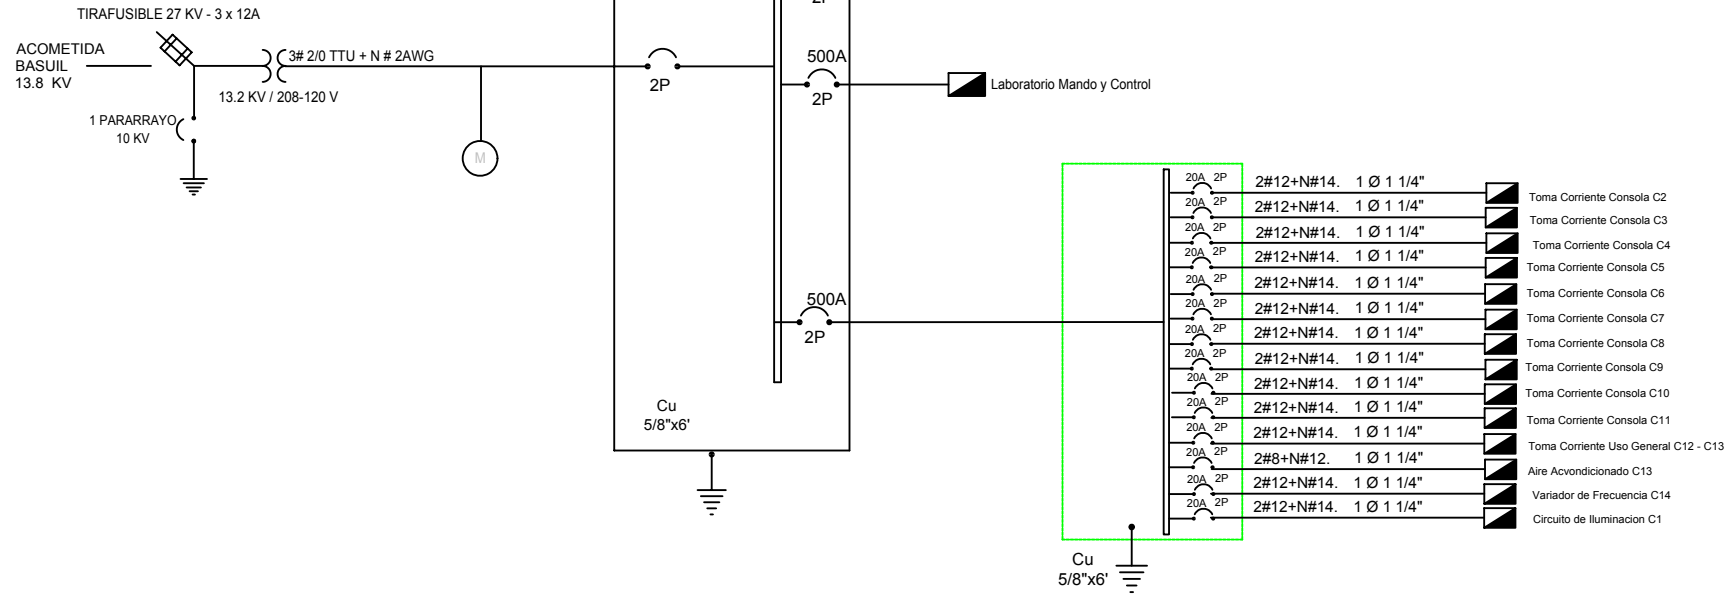 TIRAFUSIBLE 27 KV - 3 x 12A
ACOMETIDA
BASUIL
13.8 KV
3# 2/0 TTU + N # 2AWG
13.2 KV / 208-120 V
1 PARARRAYO
10 KV
M
2P
2P
500A
2P
Laboratorio Mando y Control
500A
2P
Cu
5/8"x6'
20A 2P 2#12+N#14. 1 Ø 1 1/4" Toma Corriente Consola C2
20A 2P 2#12+N#14. 1 Ø 1 1/4" Toma Corriente Consola C3
20A 2P 2#12+N#14. 1 Ø 1 1/4" Toma Corriente Consola C4
20A 2P 2#12+N#14. 1 Ø 1 1/4" Toma Corriente Consola C5
20A 2P 2#12+N#14. 1 Ø 1 1/4" Toma Corriente Consola C6
20A 2P 2#12+N#14. 1 Ø 1 1/4" Toma Corriente Consola C7
20A 2P 2#12+N#14. 1 Ø 1 1/4" Toma Corriente Consola C8
20A 2P 2#12+N#14. 1 Ø 1 1/4" Toma Corriente Consola C9
20A 2P 2#12+N#14. 1 Ø 1 1/4" Toma Corriente Consola C10
20A 2P 2#12+N#14. 1 Ø 1 1/4" Toma Corriente Consola C11
20A 2P 2#12+N#14. 1 Ø 1 1/4" Toma Corriente Uso General C12 - C13
20A 2P 2#8+N#12. 1 Ø 1 1/4" Aire Acvondicionado C13
20A 2P 2#12+N#14. 1 Ø 1 1/4" Variador de Frecuencia C14
20A 2P 2#12+N#14. 1 Ø 1 1/4" Circuito de Iluminacion C1
Cu
5/8"x6'